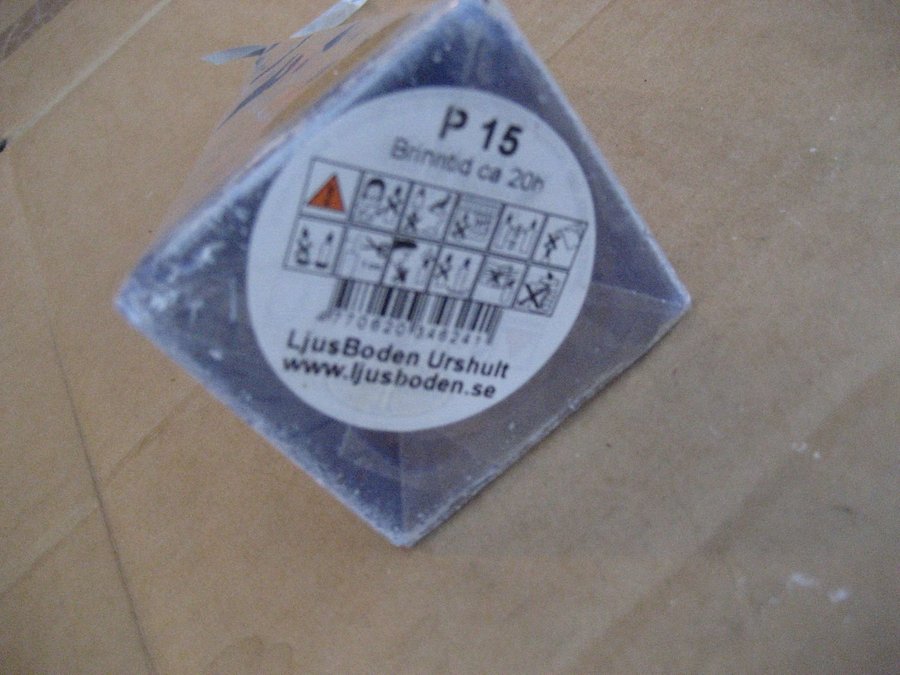 P 15
Brinntid ca 20h
LjusBoden Urshult
www.ljusboden.se